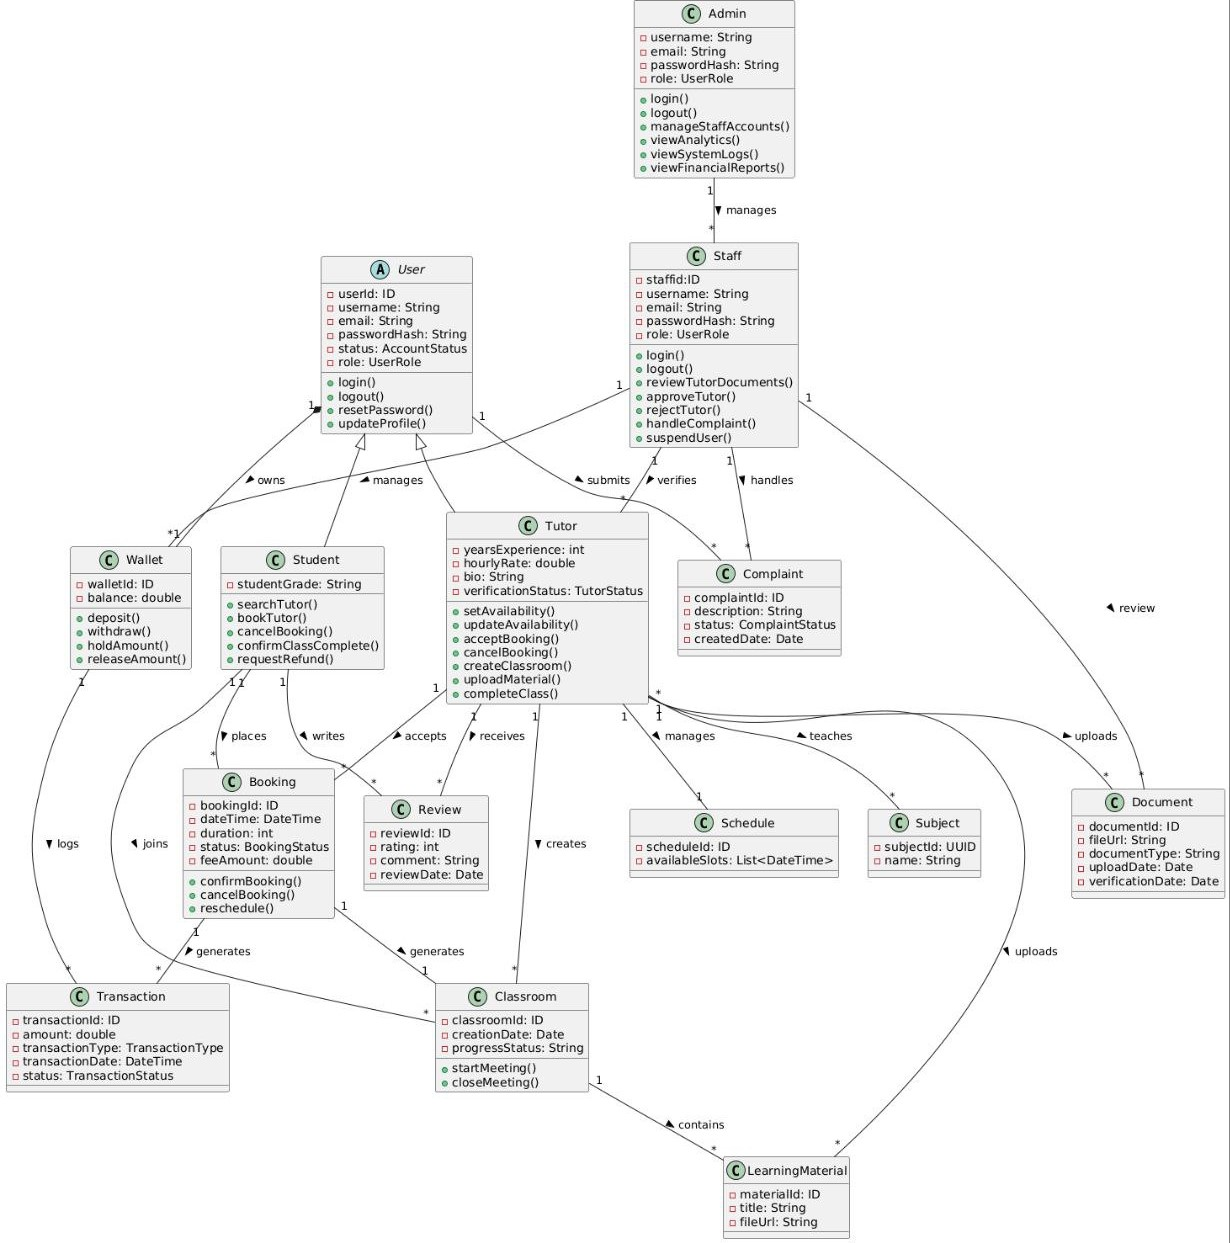 C Admin
username: String
email: String
passwordHash: String
role: UserRole
login()
logout()
manageStaffAccounts()
viewAnalytics()
viewSystemLogs()
viewFinancialReports()
1
manages
*
C Staff
staffid:ID
username: String
email: String
passwordHash: String
role: UserRole
login()
logout()
reviewTutorDocuments()
approveTutor()
rejectTutor()
handleComplaint()
suspendUser()
A User
userId: ID
username: String
email: String
passwordHash: String
status: AccountStatus
role: UserRole
login()
logout()
resetPassword()
updateProfile()
1
1
1
1
1
1
owns
manages
submits
verifies
handles
review
*
1
*
*
*
*
C Wallet
walletId: ID
balance: double
deposit()
withdraw()
holdAmount()
releaseAmount()
C Student
studentGrade: String
searchTutor()
bookTutor()
cancelBooking()
confirmClassComplete()
requestRefund()
C Tutor
yearsExperience: int
hourlyRate: double
bio: String
verificationStatus: TutorStatus
setAvailability()
updateAvailability()
acceptBooking()
cancelBooking()
createClassroom()
uploadMaterial()
completeClass()
C Complaint
complaintId: ID
description: String
status: ComplaintStatus
createdDate: Date
1
1
1
1
1
1
1
1
*
1
1
places
writes
accepts
receives
manages
teaches
uploads
*
*
*
*
1
*
*
C Booking
bookingId: ID
dateTime: DateTime
duration: int
status: BookingStatus
feeAmount: double
confirmBooking()
cancelBooking()
reschedule()
C Review
reviewId: ID
rating: int
comment: String
reviewDate: Date
C Schedule
scheduleId: ID
availableSlots: List<DateTime>
C Subject
subjectId: UUID
name: String
C Document
documentId: ID
fileUrl: String
documentType: String
uploadDate: Date
verificationDate: Date
logs
joins
creates
1
1
generates
generates
uploads
*
*
1
*
*
C Transaction
transactionId: ID
amount: double
transactionType: TransactionType
transactionDate: DateTime
status: TransactionStatus
C Classroom
classroomId: ID
creationDate: Date
progressStatus: String
startMeeting()
closeMeeting()
1
contains
*
*
C LearningMaterial
materialId: ID
title: String
fileUrl: String